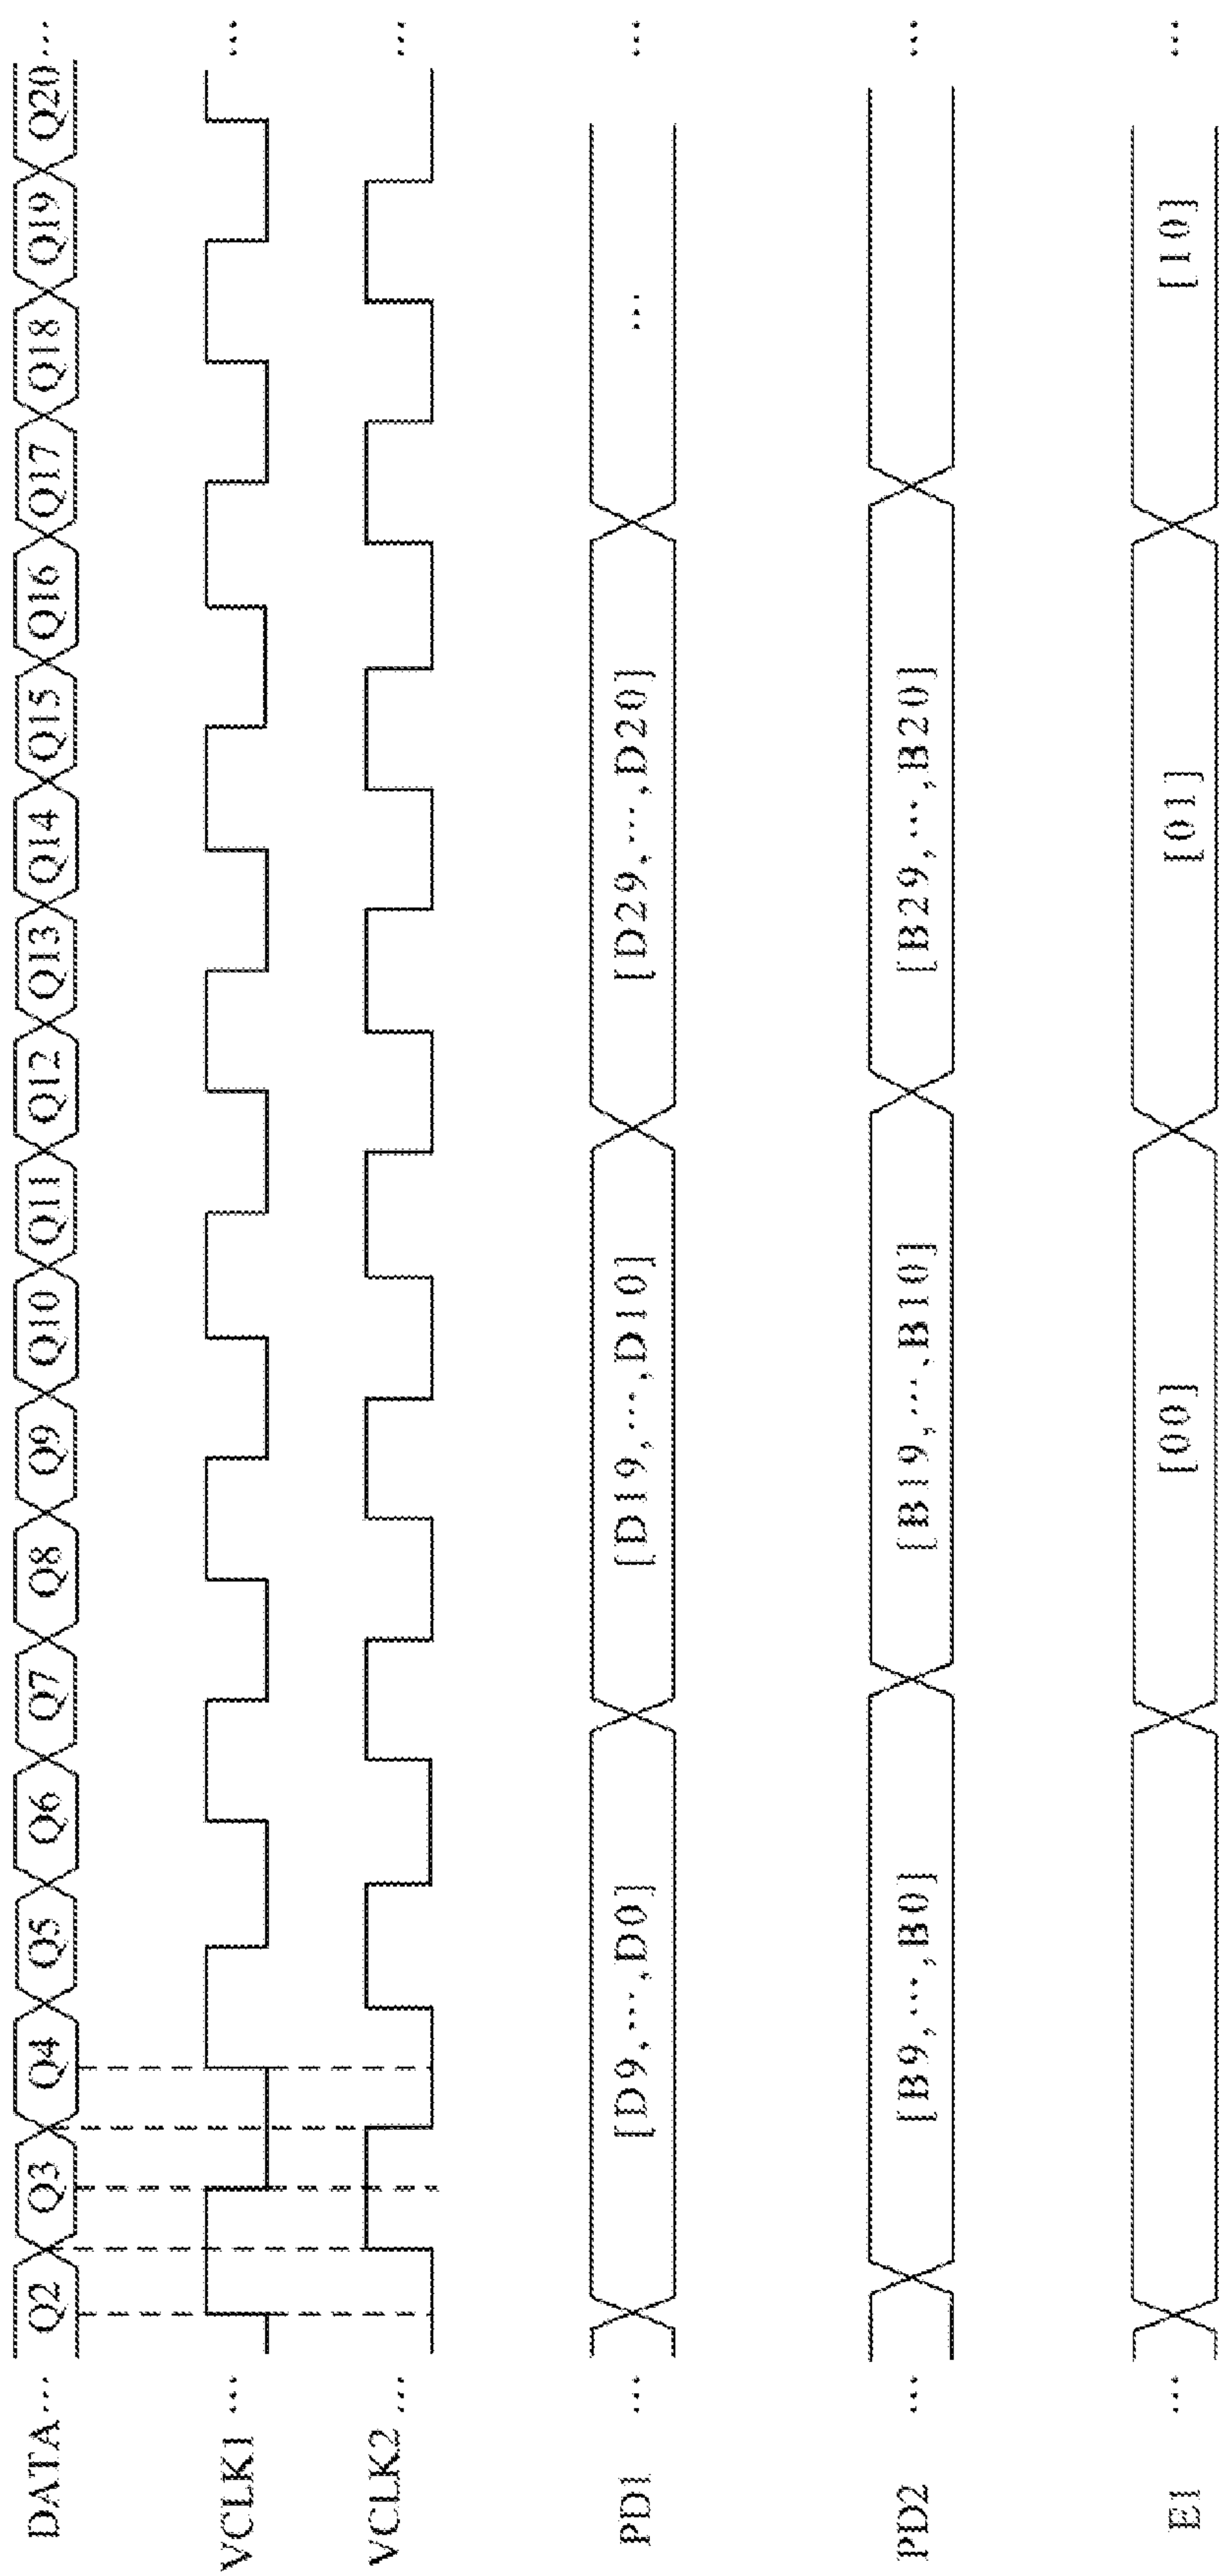 DATA ... Q2 Q3 Q4 Q5 Q6 Q7 Q8 Q9 Q10 Q11 Q12 Q13 Q14 Q15 Q16 Q17 Q18 Q19 Q20 ...
VCLK1 ... ...
VCLK2 ... ...
PD1 ... [D9,...,D0] [D19,...,D10] [D29,...,D20] ... ...
PD2 ... [B9,...,B0] [B19,...,B10] [B29,...,B20] ...
E1 ... [00] [01] [10] ...